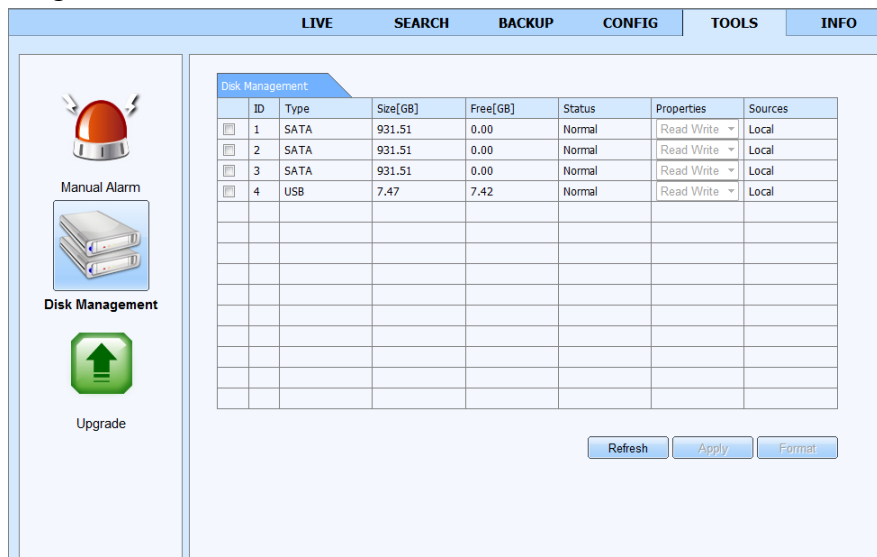 LIVE SEARCH BACKUP CONFIG TOOLS INFO
Manual Alarm
Disk Management
Upgrade
Disk Management
ID Type Size[GB] Free[GB] Status Properties Sources
1 SATA 931.51 0.00 Normal Read Write Local
2 SATA 931.51 0.00 Normal Read Write Local
3 SATA 931.51 0.00 Normal Read Write Local
4 USB 7.47 7.42 Normal Read Write Local
Refresh Apply Format